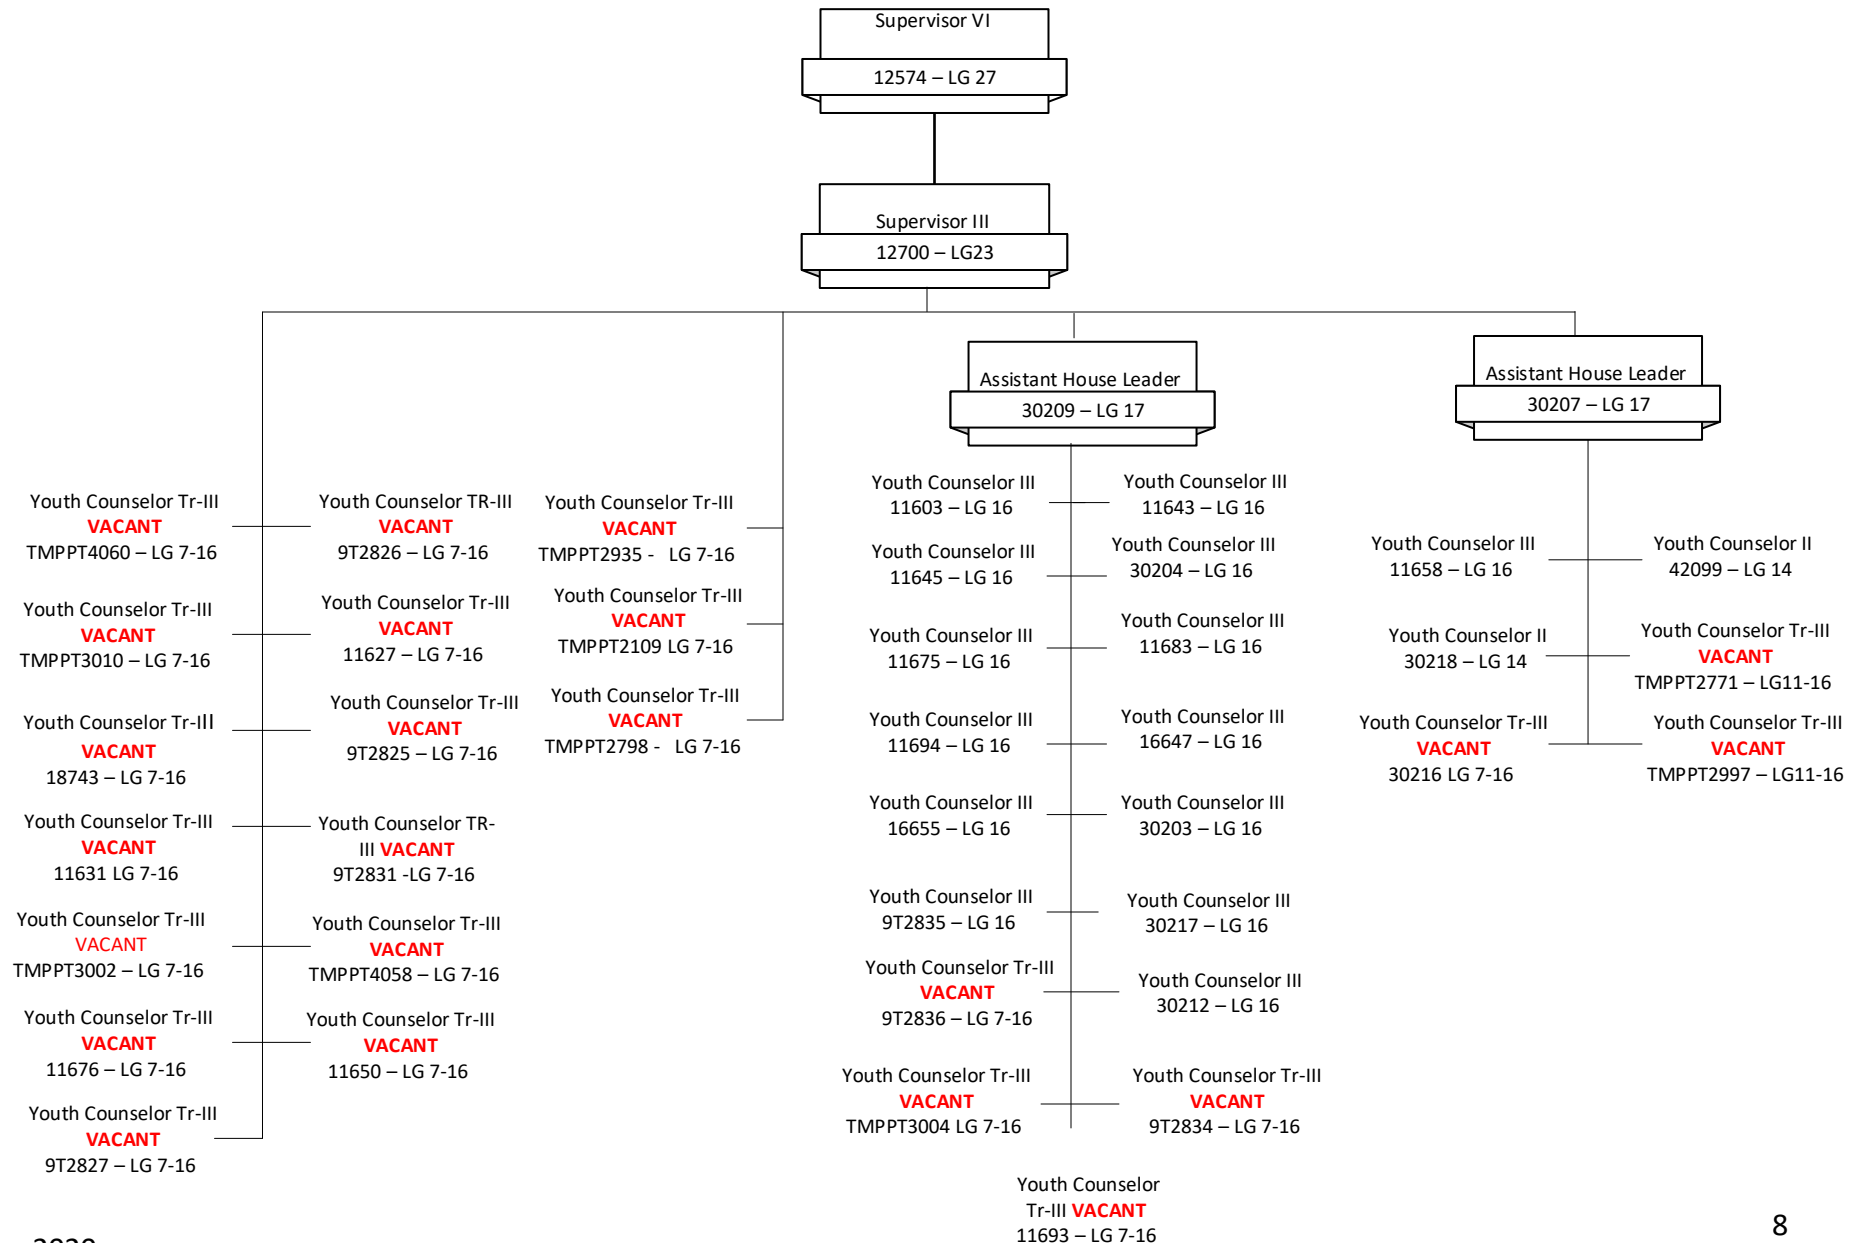 Supervisor VI
12574 – LG 27
Supervisor III
12700 – LG23
Assistant House Leader
30209 – LG 17
Assistant House Leader
30207 – LG 17
Youth Counselor Tr-III
VACANT
TMPPT4060 – LG 7-16
Youth Counselor TR-III
VACANT
9T2826 – LG 7-16
Youth Counselor Tr-III
VACANT
TMPPT3010 – LG 7-16
Youth Counselor Tr-III
VACANT
11627 – LG 7-16
Youth Counselor Tr-III
VACANT
18743 – LG 7-16
Youth Counselor Tr-III
VACANT
9T2825 – LG 7-16
Youth Counselor Tr-III
VACANT
11631 LG 7-16
Youth Counselor TR-
III VACANT
9T2831 -LG 7-16
Youth Counselor Tr-III
VACANT
TMPPT3002 – LG 7-16
Youth Counselor Tr-III
VACANT
TMPPT4058 – LG 7-16
Youth Counselor Tr-III
VACANT
11676 – LG 7-16
Youth Counselor Tr-III
VACANT
11650 – LG 7-16
Youth Counselor Tr-III
VACANT
9T2827 – LG 7-16
Youth Counselor Tr-III
VACANT
TMPPT2935 - LG 7-16
Youth Counselor Tr-III
VACANT
TMPPT2109 LG 7-16
Youth Counselor Tr-III
VACANT
TMPPT2798 - LG 7-16
Youth Counselor III
11603 – LG 16
Youth Counselor III
11643 – LG 16
Youth Counselor III
11645 – LG 16
Youth Counselor III
30204 – LG 16
Youth Counselor III
11675 – LG 16
Youth Counselor III
11683 – LG 16
Youth Counselor III
11694 – LG 16
Youth Counselor III
16647 – LG 16
Youth Counselor III
16655 – LG 16
Youth Counselor III
30203 – LG 16
Youth Counselor III
9T2835 – LG 16
Youth Counselor III
30217 – LG 16
Youth Counselor Tr-III
VACANT
9T2836 – LG 7-16
Youth Counselor III
30212 – LG 16
Youth Counselor Tr-III
VACANT
TMPPT3004 LG 7-16
Youth Counselor Tr-III
VACANT
9T2834 – LG 7-16
Youth Counselor
Tr-III VACANT
11693 – LG 7-16
Youth Counselor III
11658 – LG 16
Youth Counselor II
42099 – LG 14
Youth Counselor II
30218 – LG 14
Youth Counselor Tr-III
VACANT
TMPPT2771 – LG11-16
Youth Counselor Tr-III
VACANT
30216 LG 7-16
Youth Counselor Tr-III
VACANT
TMPPT2997 – LG11-16
8